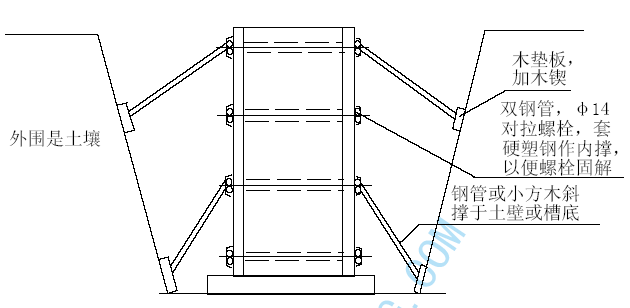 木垫板，
加木锲
双钢管，φ14
对拉螺栓，套
硬塑钢作内撑，
以便螺栓固解
外围是土壤
钢管或小方木斜
撑于土壁或槽底
.COM